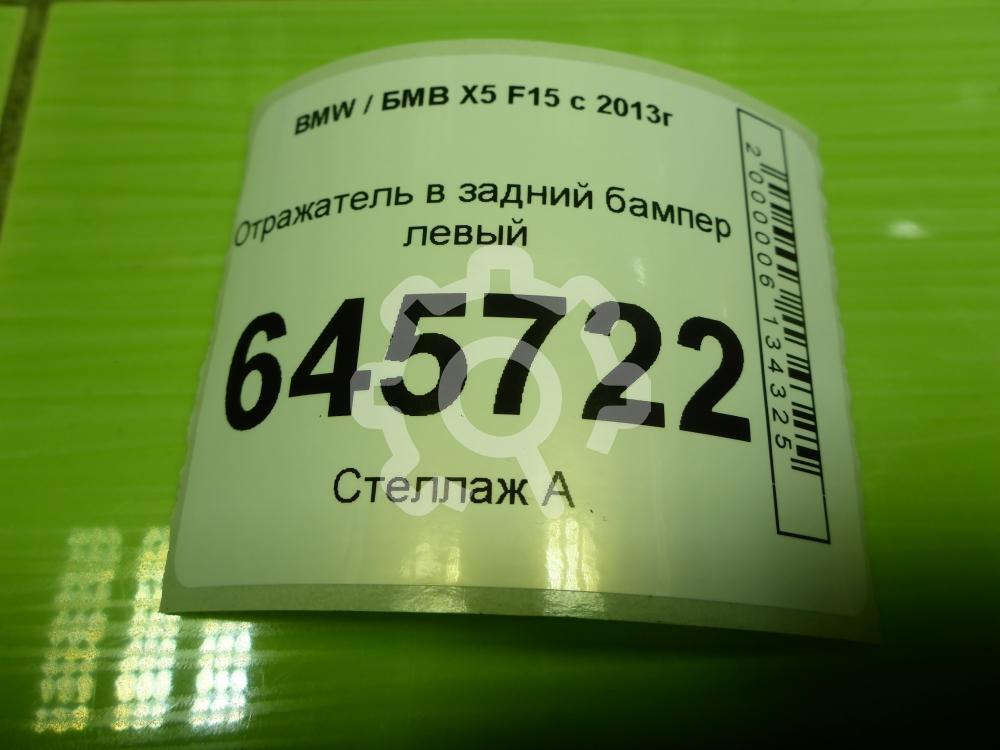 BMW / БМВ X5 F15 с 2013г
Отражатель в задний бампер
левый
645722
Стеллаж А
2000006134325